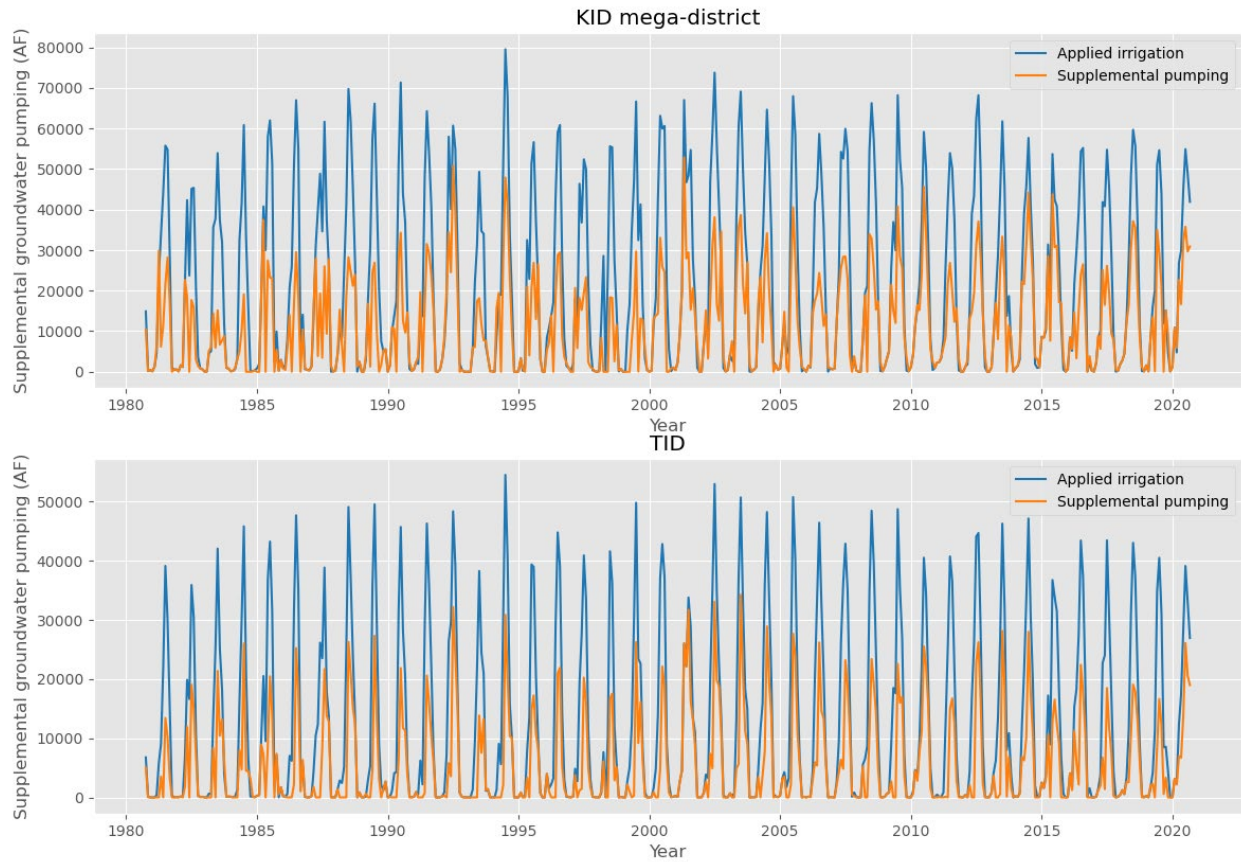 KID mega-district
Supplemental groundwater pumping (AF)
80000
70000
60000
50000
40000
30000
20000
10000
0
Applied irrigation
Supplemental pumping
1980 1985 1990 1995 2000 2005 2010 2015 2020
Year
TID
Supplemental groundwater pumping (AF)
50000
40000
30000
20000
10000
0
Applied irrigation
Supplemental pumping
1980 1985 1990 1995 2000 2005 2010 2015 2020
Year